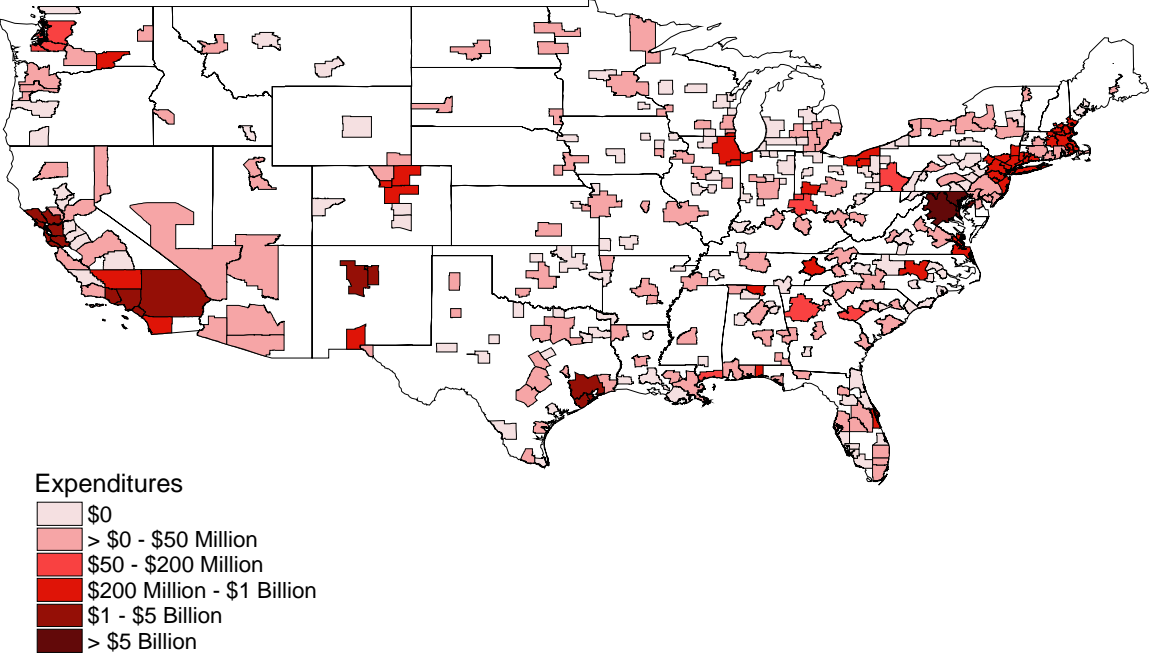 Expenditures
$0
> $0 - $50 Million
$50 - $200 Million
$200 Million - $1 Billion
$1 - $5 Billion
> $5 Billion